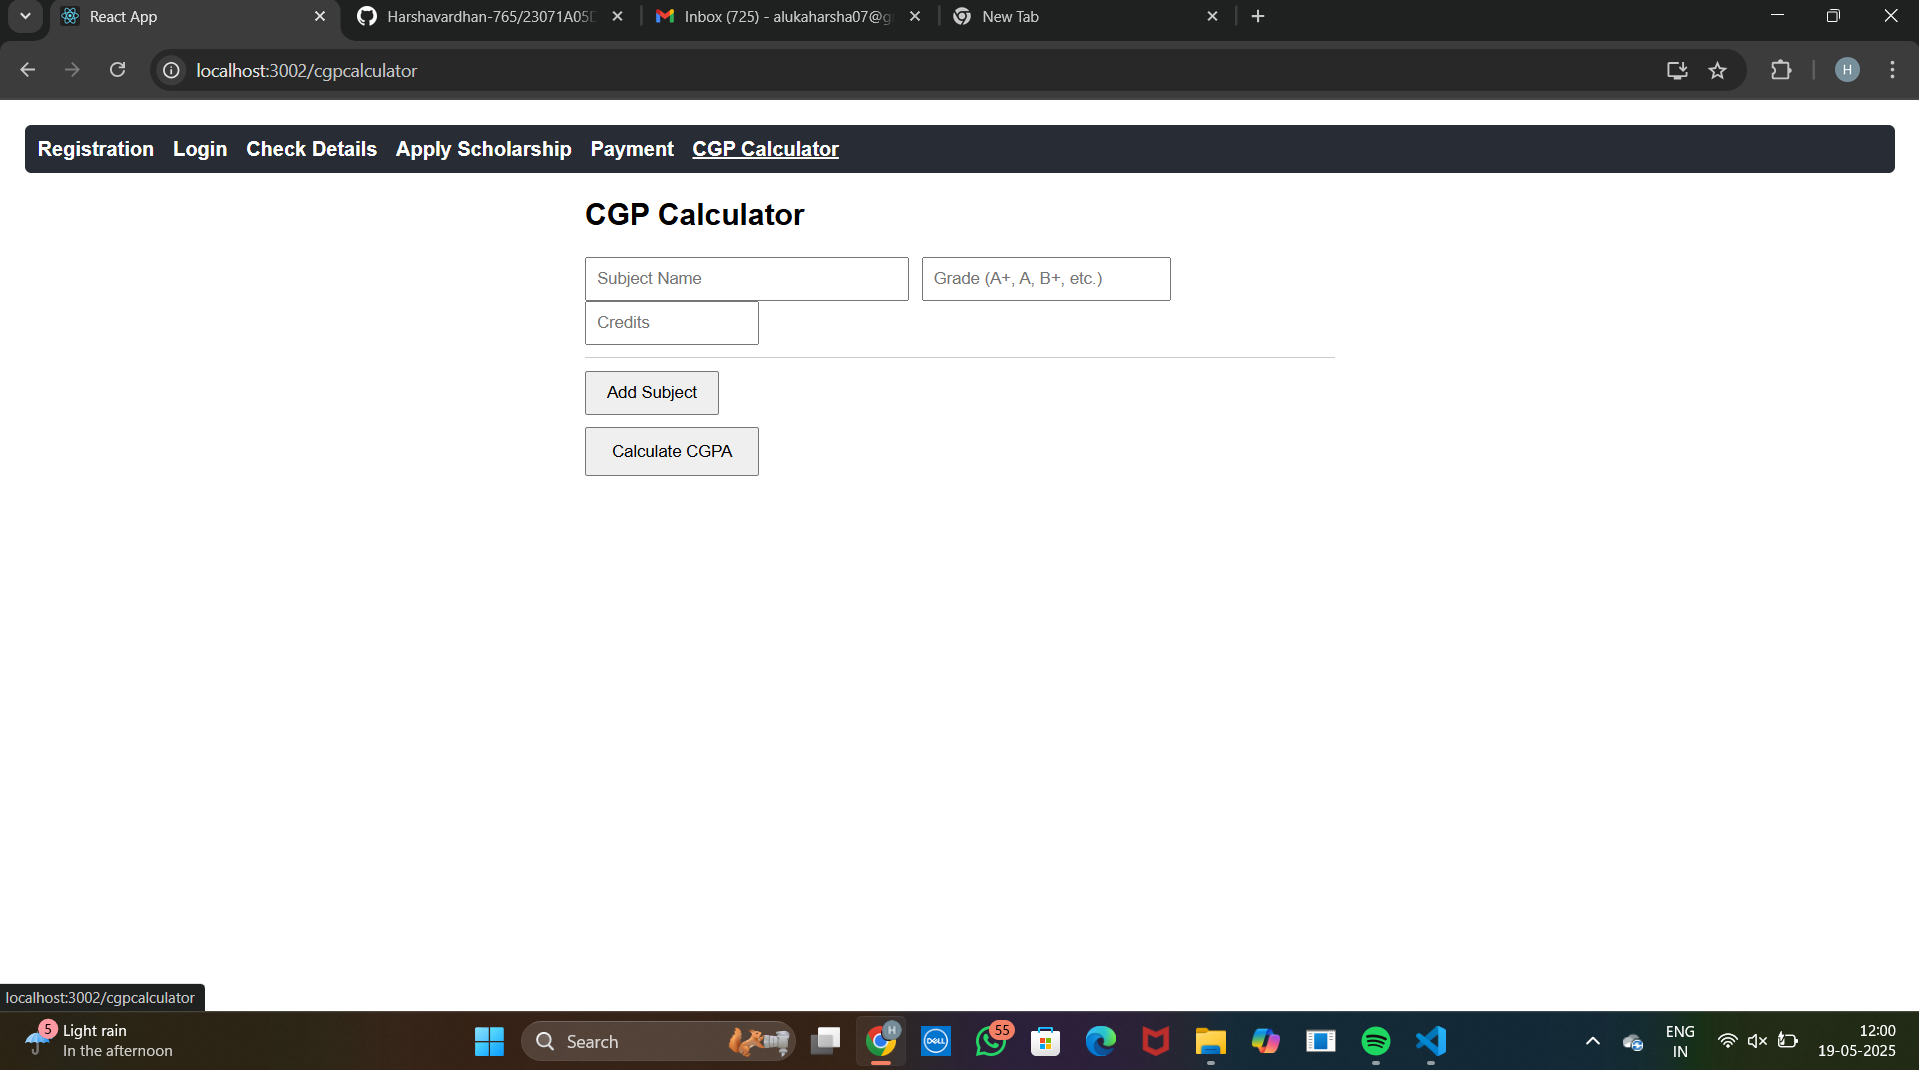 React App
Harshavardhan-765/23071A05
Inbox (725) - alukaharsha07@g
New Tab
localhost:3002/cgpcalculator
H
Registration Login Check Details Apply Scholarship Payment CGP Calculator
CGP Calculator
Subject Name
Grade (A+, A, B+, etc.)
Credits
Add Subject
Calculate CGPA
localhost:3002/cgpcalculator
5
Light rain
In the afternoon
Search
H
DELL
55
ENG
IN
12:00
19-05-2025